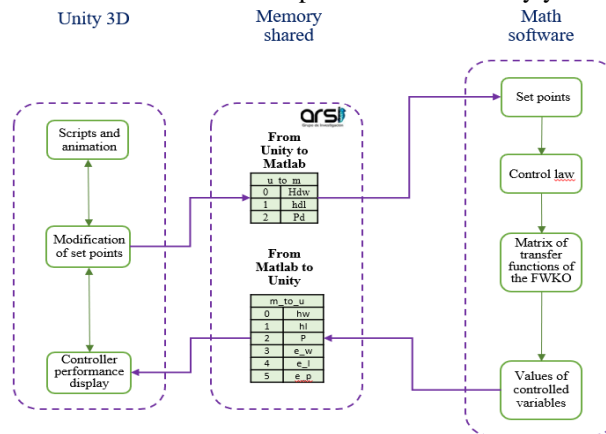 Unity 3D
Memory
shared
Math
software
Scripts and
animation
Modification
of set points
Controller
performance
display
arsi
From
Unity to
Matlab
u_to_m
0 Hdw
1 hdl
2 Pd
From
Matlab to
Unity
m_to_u
0 hw
1 hl
2 P
3 e_w
4 e_l
5 e_p
Set points
Control law
Matrix of
transfer
functions of
the FWKO
Values of
controlled
variables